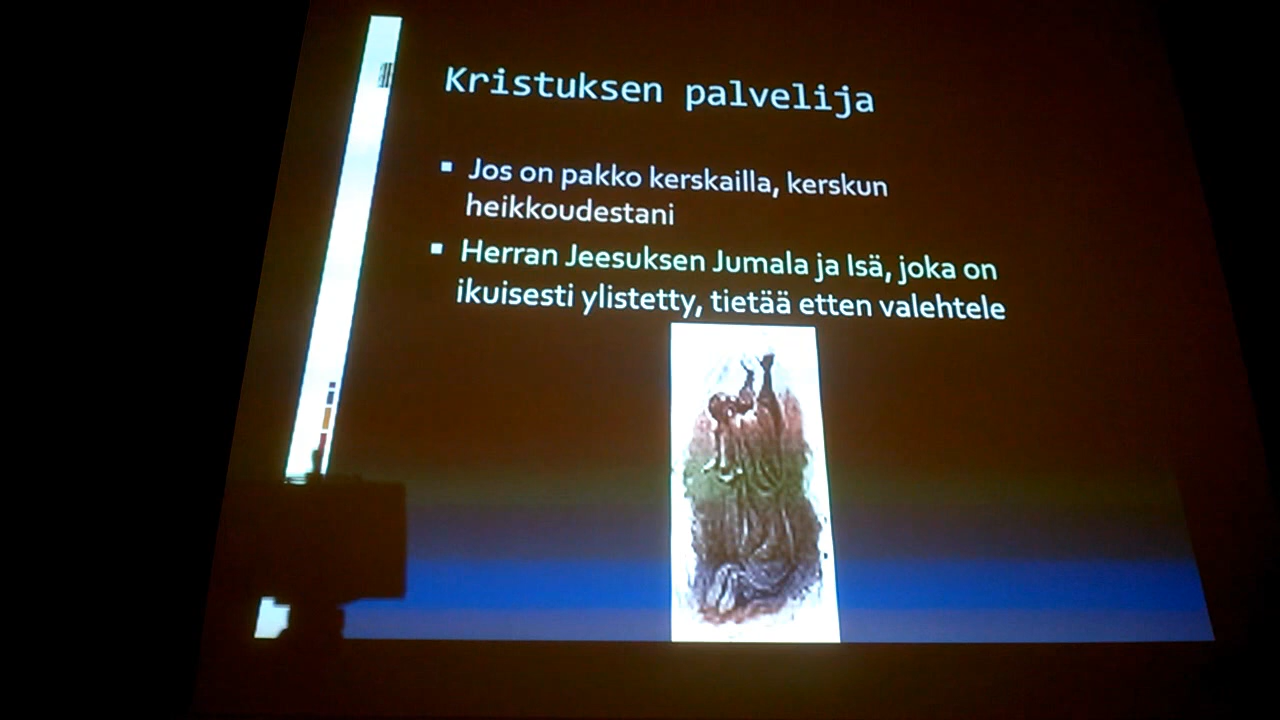 Kristuksen palvelija
▪ Jos on pakko kerskailla, kerskun
heikkoudestani
▪ Herran Jeesuksen Jumala ja Isä, joka on
ikuisesti ylistetty, tietää etten valehtele